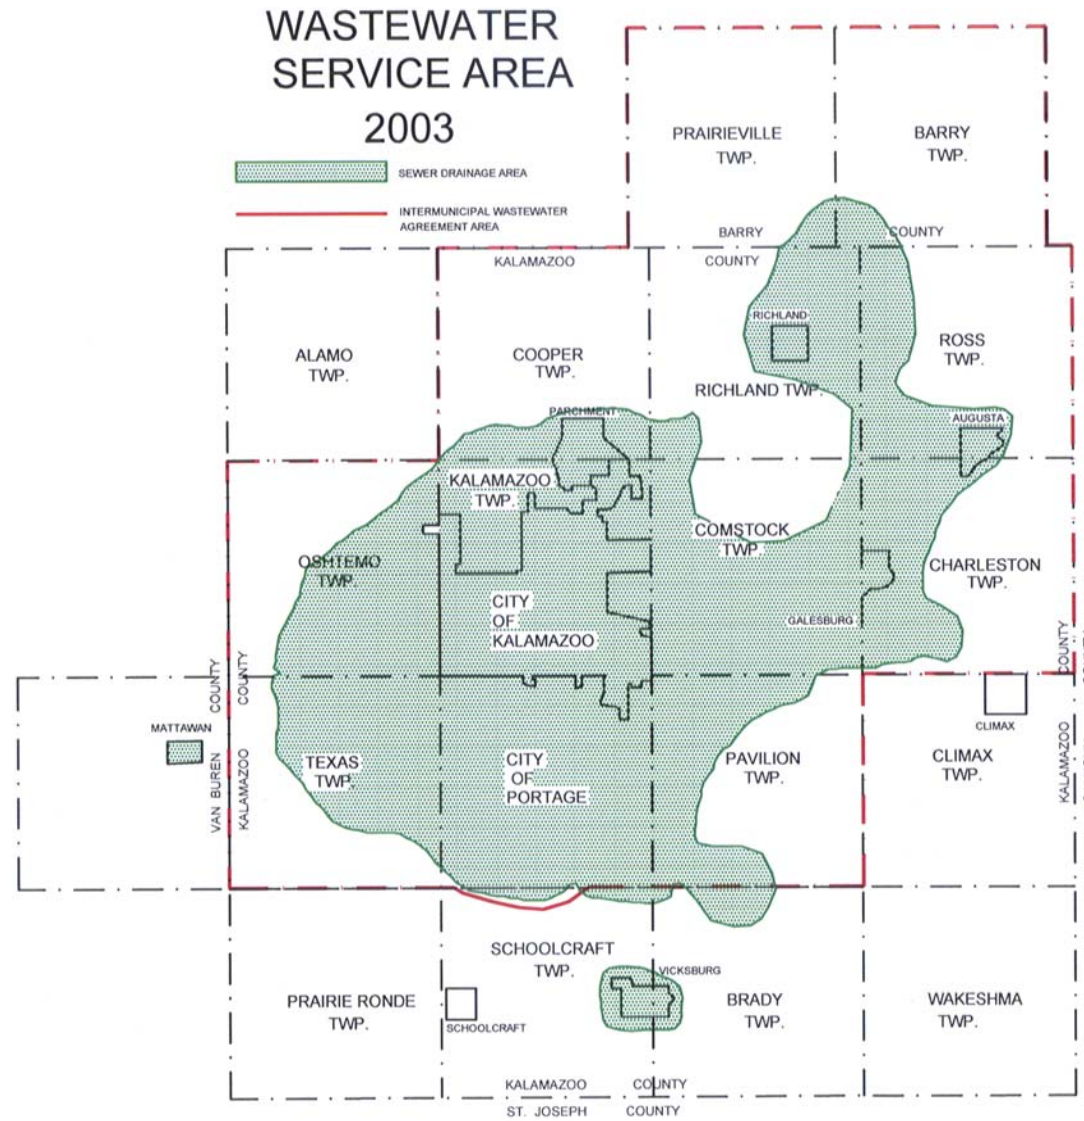 WASTEWATER
SERVICE AREA
2003
SEWER DRAINAGE AREA
INTERMUNICIPAL WASTEWATER
AGREEMENT AREA
PRAIRIEVILLE
TWP.
BARRY
TWP.
BARRY
COUNTY
KALAMAZOO
COUNTY
RICHLAND
ALAMO
TWP.
COOPER
TWP.
ROSS
TWP.
RICHLAND TWP.
PARCHMENT
AUGUSTA
KALAMAZOO
TWP.
COMSTOCK
TWP.
OSHTEMO
TWP.
CHARLESTON
TWP.
CITY
OF
KALAMAZOO
GALESBURG
COUNTY
COUNTY
VAN BUREN
KALAMAZOO
MATTAWAN
TEXAS
TWP.
CITY
OF
PORTAGE
PAVILION
TWP.
CLIMAX
CLIMAX
TWP.
COUNTY
KALAMAZOO
SCHOOLCRAFT
TWP.
VICKSBURG
PRAIRIE RONDE
TWP.
SCHOOLCRAFT
BRADY
TWP.
WAKESHMA
TWP.
KALAMAZOO
COUNTY
ST. JOSEPH
COUNTY